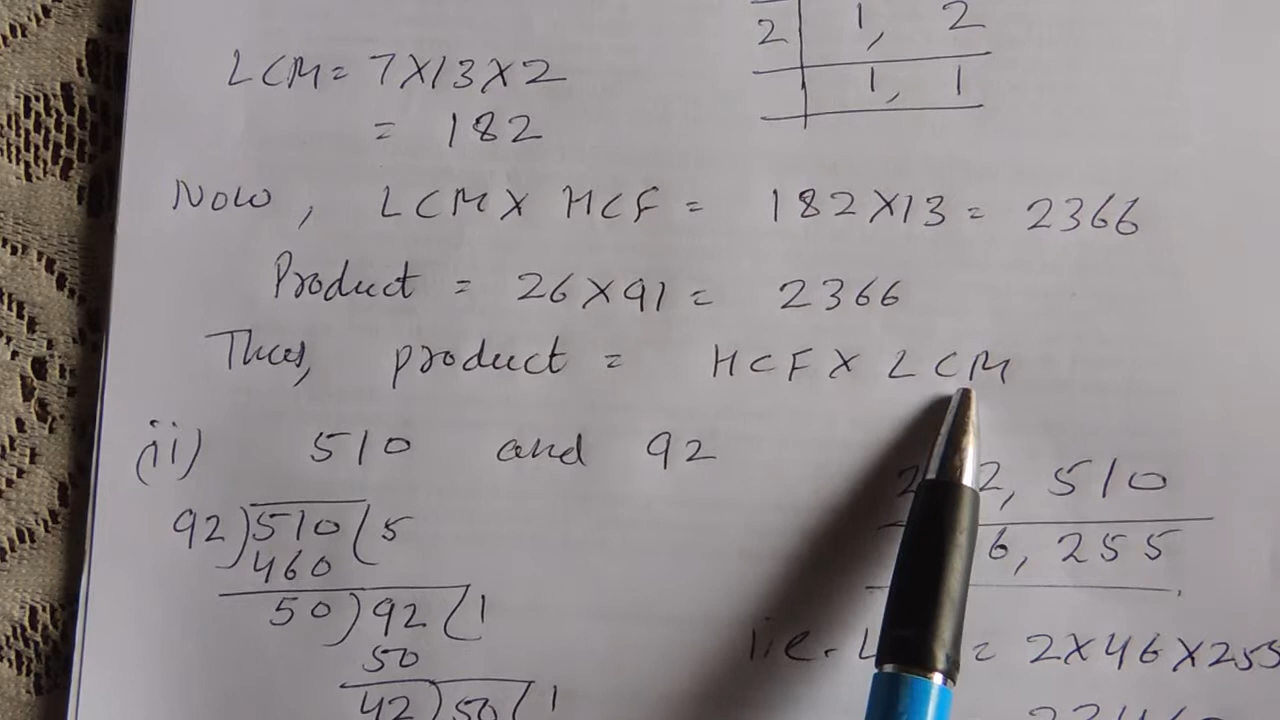 2 | 1, 2
1, 1
LCM = 7X13X2
= 182
Now, LCM X HCF = 182X13 = 2366
Product = 26X91 = 2366
Thus, product = HCF X LCM
(ii) 510 and 92
92)510(5
460
50)92(1
50
42)50(1
2, 510
6, 255
i.e. L = 2X46X255